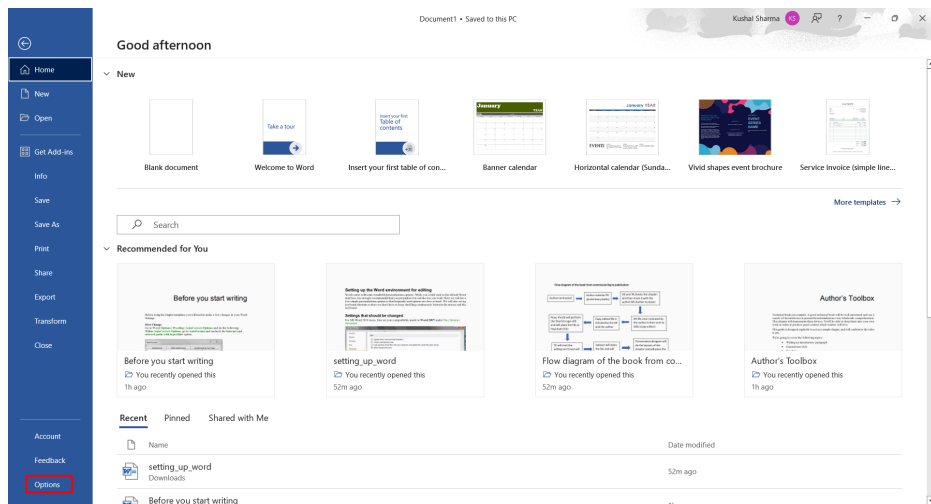 Document1 • Saved to this PC
Kushal Sharma
KS
?
Good afternoon
Home
New
Open
Get Add-ins
Info
Save
Save As
Print
Share
Export
Transform
Close
Account
Feedback
Options
New
Take a tour
Insert your first
Table of
contents
January
YEAR
January YEAR
EVENTS
Blank document
Welcome to Word
Insert your first table of con...
Banner calendar
Horizontal calendar (Sunda...
Vivid shapes event brochure
Service invoice (simple line...
More templates
Search
Recommended for You
Before you start writing
Setting up the Word environment for editing
Settings that should be changed
Author's Toolbox
Before you start writing
You recently opened this
1h ago
setting_up_word
You recently opened this
52m ago
Flow diagram of the book from co...
You recently opened this
52m ago
Author's Toolbox
You recently opened this
1h ago
Recent
Pinned
Shared with Me
Name
Date modified
setting_up_word
Downloads
52m ago
Before you start writing